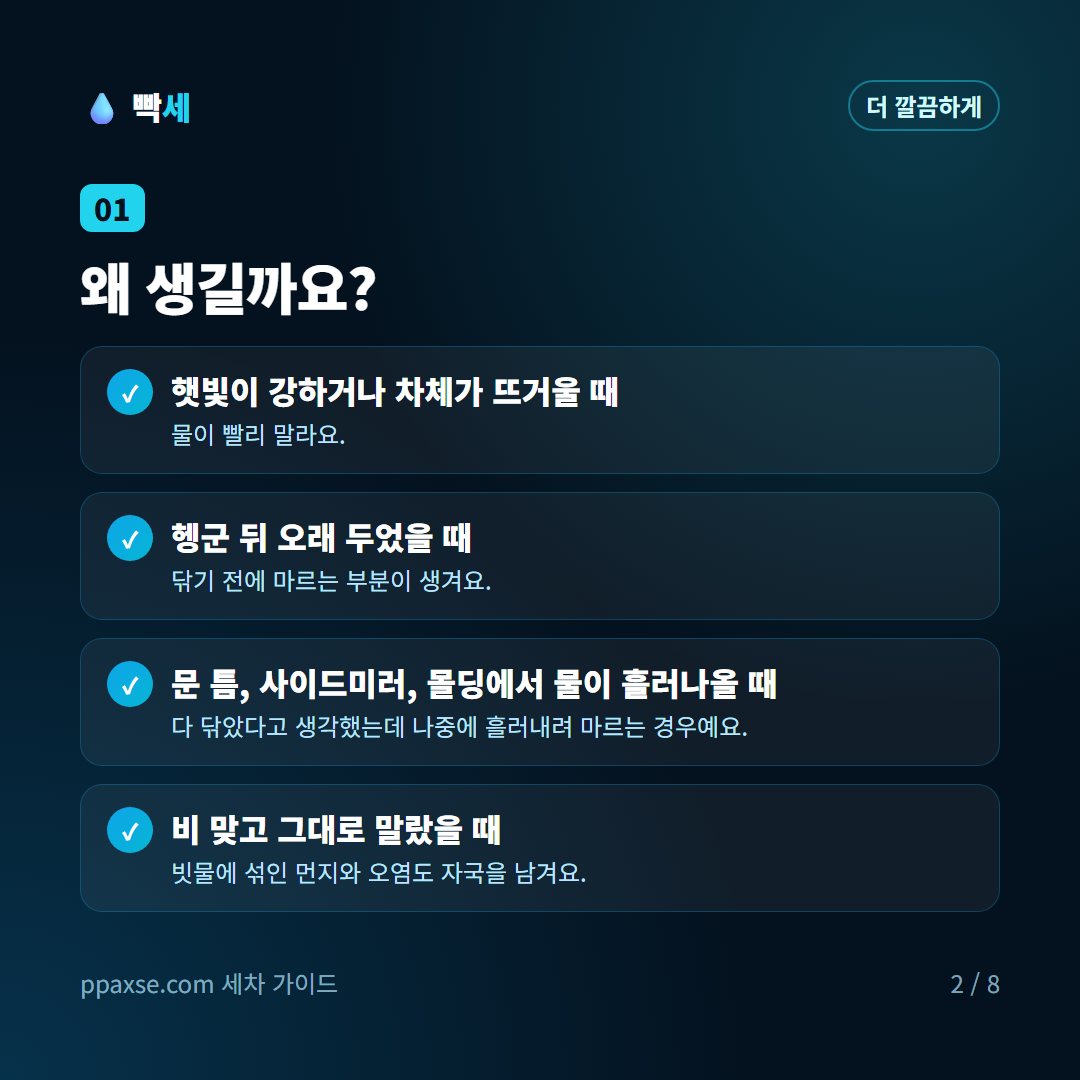 빡세
더 깔끔하게
01
왜 생길까요?
햇빛이 강하거나 차체가 뜨거울 때
물이 빨리 말라요.
헹군 뒤 오래 두었을 때
닦기 전에 마르는 부분이 생겨요.
문 틈, 사이드미러, 몰딩에서 물이 흘러나올 때
다 닦았다고 생각했는데 나중에 흘러내려 마르는 경우예요.
비 맞고 그대로 말랐을 때
빗물에 섞인 먼지와 오염도 자국을 남겨요.
ppaxse.com 세차 가이드
2 / 8